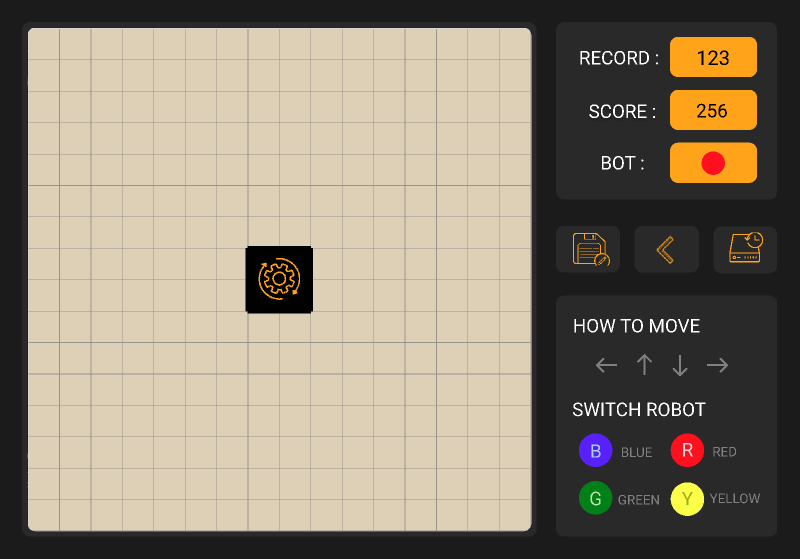 RECORD : 123
SCORE : 256
BOT :
HOW TO MOVE
← ↑ ↓ →
SWITCH ROBOT
B BLUE R RED
G GREEN Y YELLOW